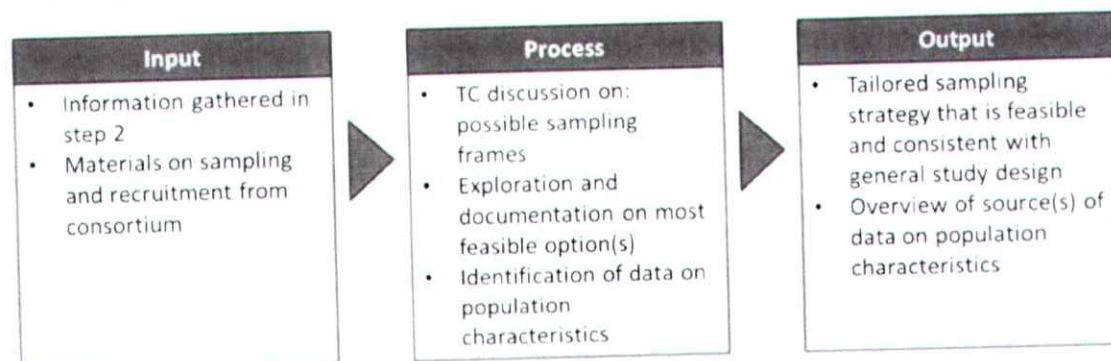 Input
• Information gathered in
step 2
• Materials on sampling
and recruitment from
consortium
Process
• TC discussion on:
possible sampling
frames
• Exploration and
documentation on most
feasible option(s)
• Identification of data on
population
characteristics
Output
• Tailored sampling
strategy that is feasible
and consistent with
general study design
• Overview of source(s) of
data on population
characteristics